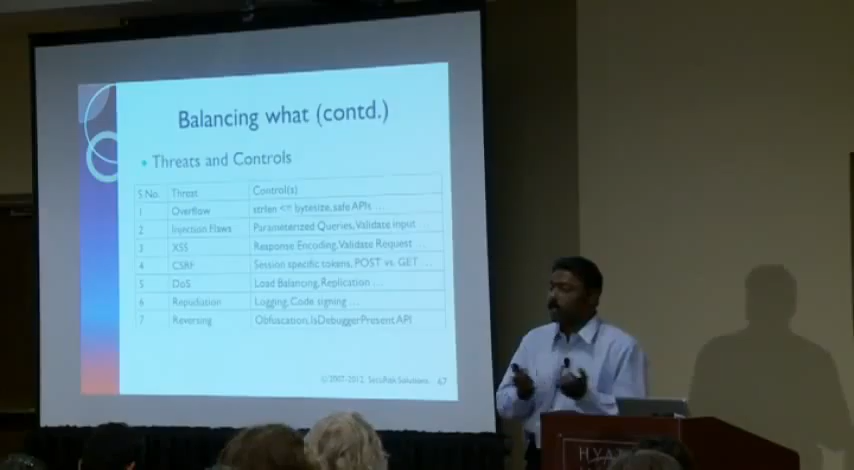 Balancing what (contd.)
• Threats and Controls
S No. Threat Control(s)
1 Overflow strlen <= bytesize, safe APIs ...
2 Injection Flaws Parameterized Queries, Validate input
3 XSS Response Encoding, Validate Request ...
4 CSRF Session specific tokens, POST vs. GET ...
5 DoS Load Balancing, Replication ...
6 Repudiation Logging, Code signing ...
7 Reversing Obfuscation, IsDebuggerPresent API
© 2007-2012 SecuRisk Solutions 67
HYA